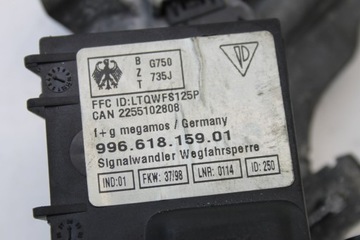 B G750
Z
T 735J
FFC ID:LTQWFS125P
CAN 2255102808
f+g megamos / Germany
996.618.159.01
Signalwandler Wegfahrsperre
IND:01 FKW: 37/98 LNR: 0114 ID: 250